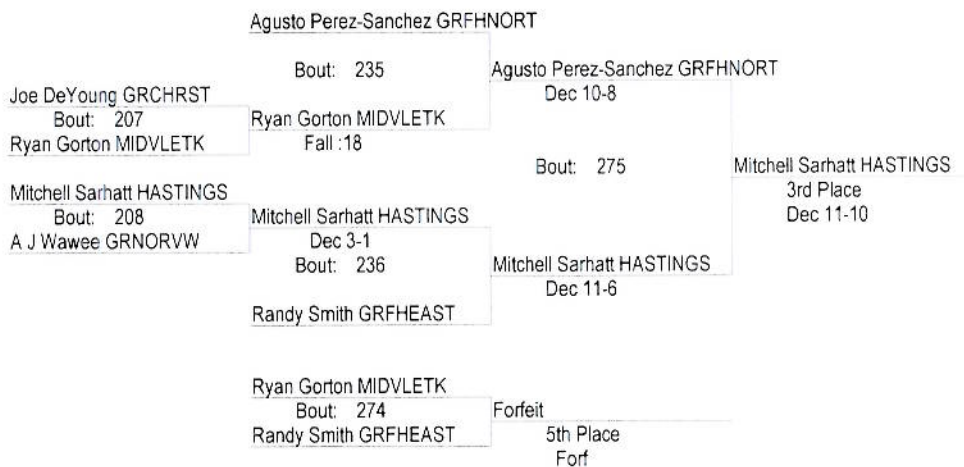 Agusto Perez-Sanchez GRFHNORT
Bout: 235
Agusto Perez-Sanchez GRFHNORT
Dec 10-8
Joe DeYoung GRCHRST
Bout: 207
Ryan Gorton MIDVLETK
Ryan Gorton MIDVLETK
Fall :18
Bout: 275
Mitchell Sarhatt HASTINGS
3rd Place
Dec 11-10
Mitchell Sarhatt HASTINGS
Bout: 208
A J Wawee GRNORVW
Mitchell Sarhatt HASTINGS
Dec 3-1
Bout: 236
Mitchell Sarhatt HASTINGS
Dec 11-6
Randy Smith GRFHEAST
Ryan Gorton MIDVLETK
Bout: 274
Randy Smith GRFHEAST
Forfeit
5th Place
Forf